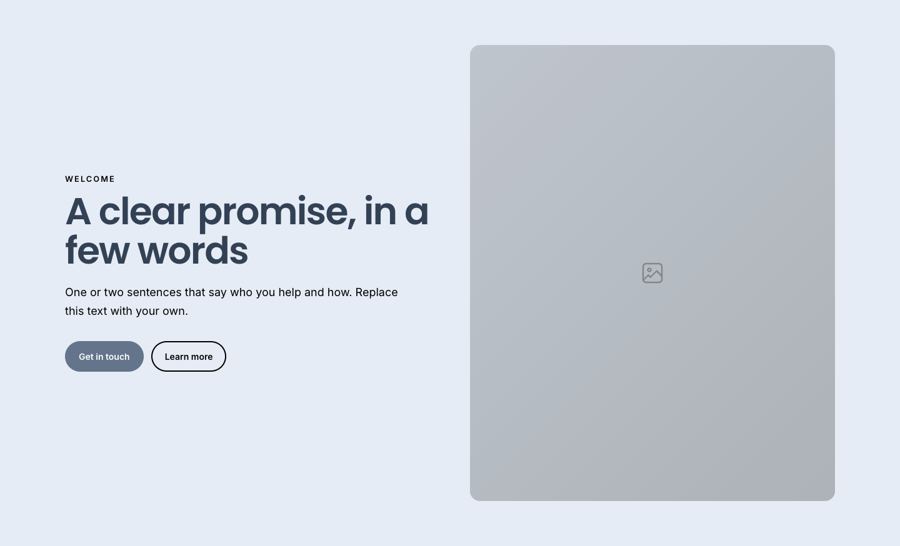 WELCOME
A clear promise, in a
few words
One or two sentences that say who you help and how. Replace
this text with your own.
Get in touch
Learn more